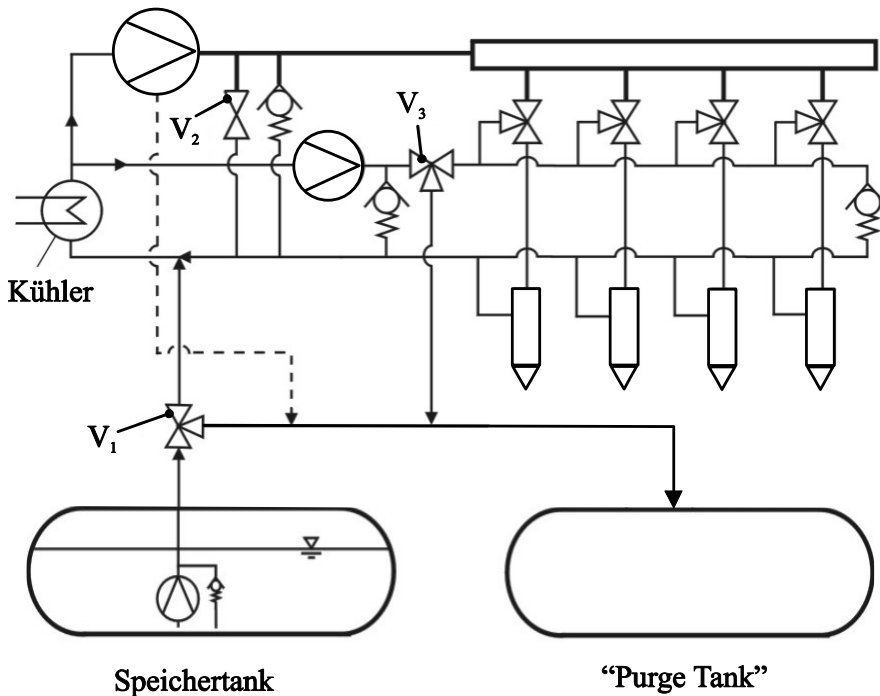 V₃
V₂
Kühler
V₁
Speichertank
“Purge Tank”